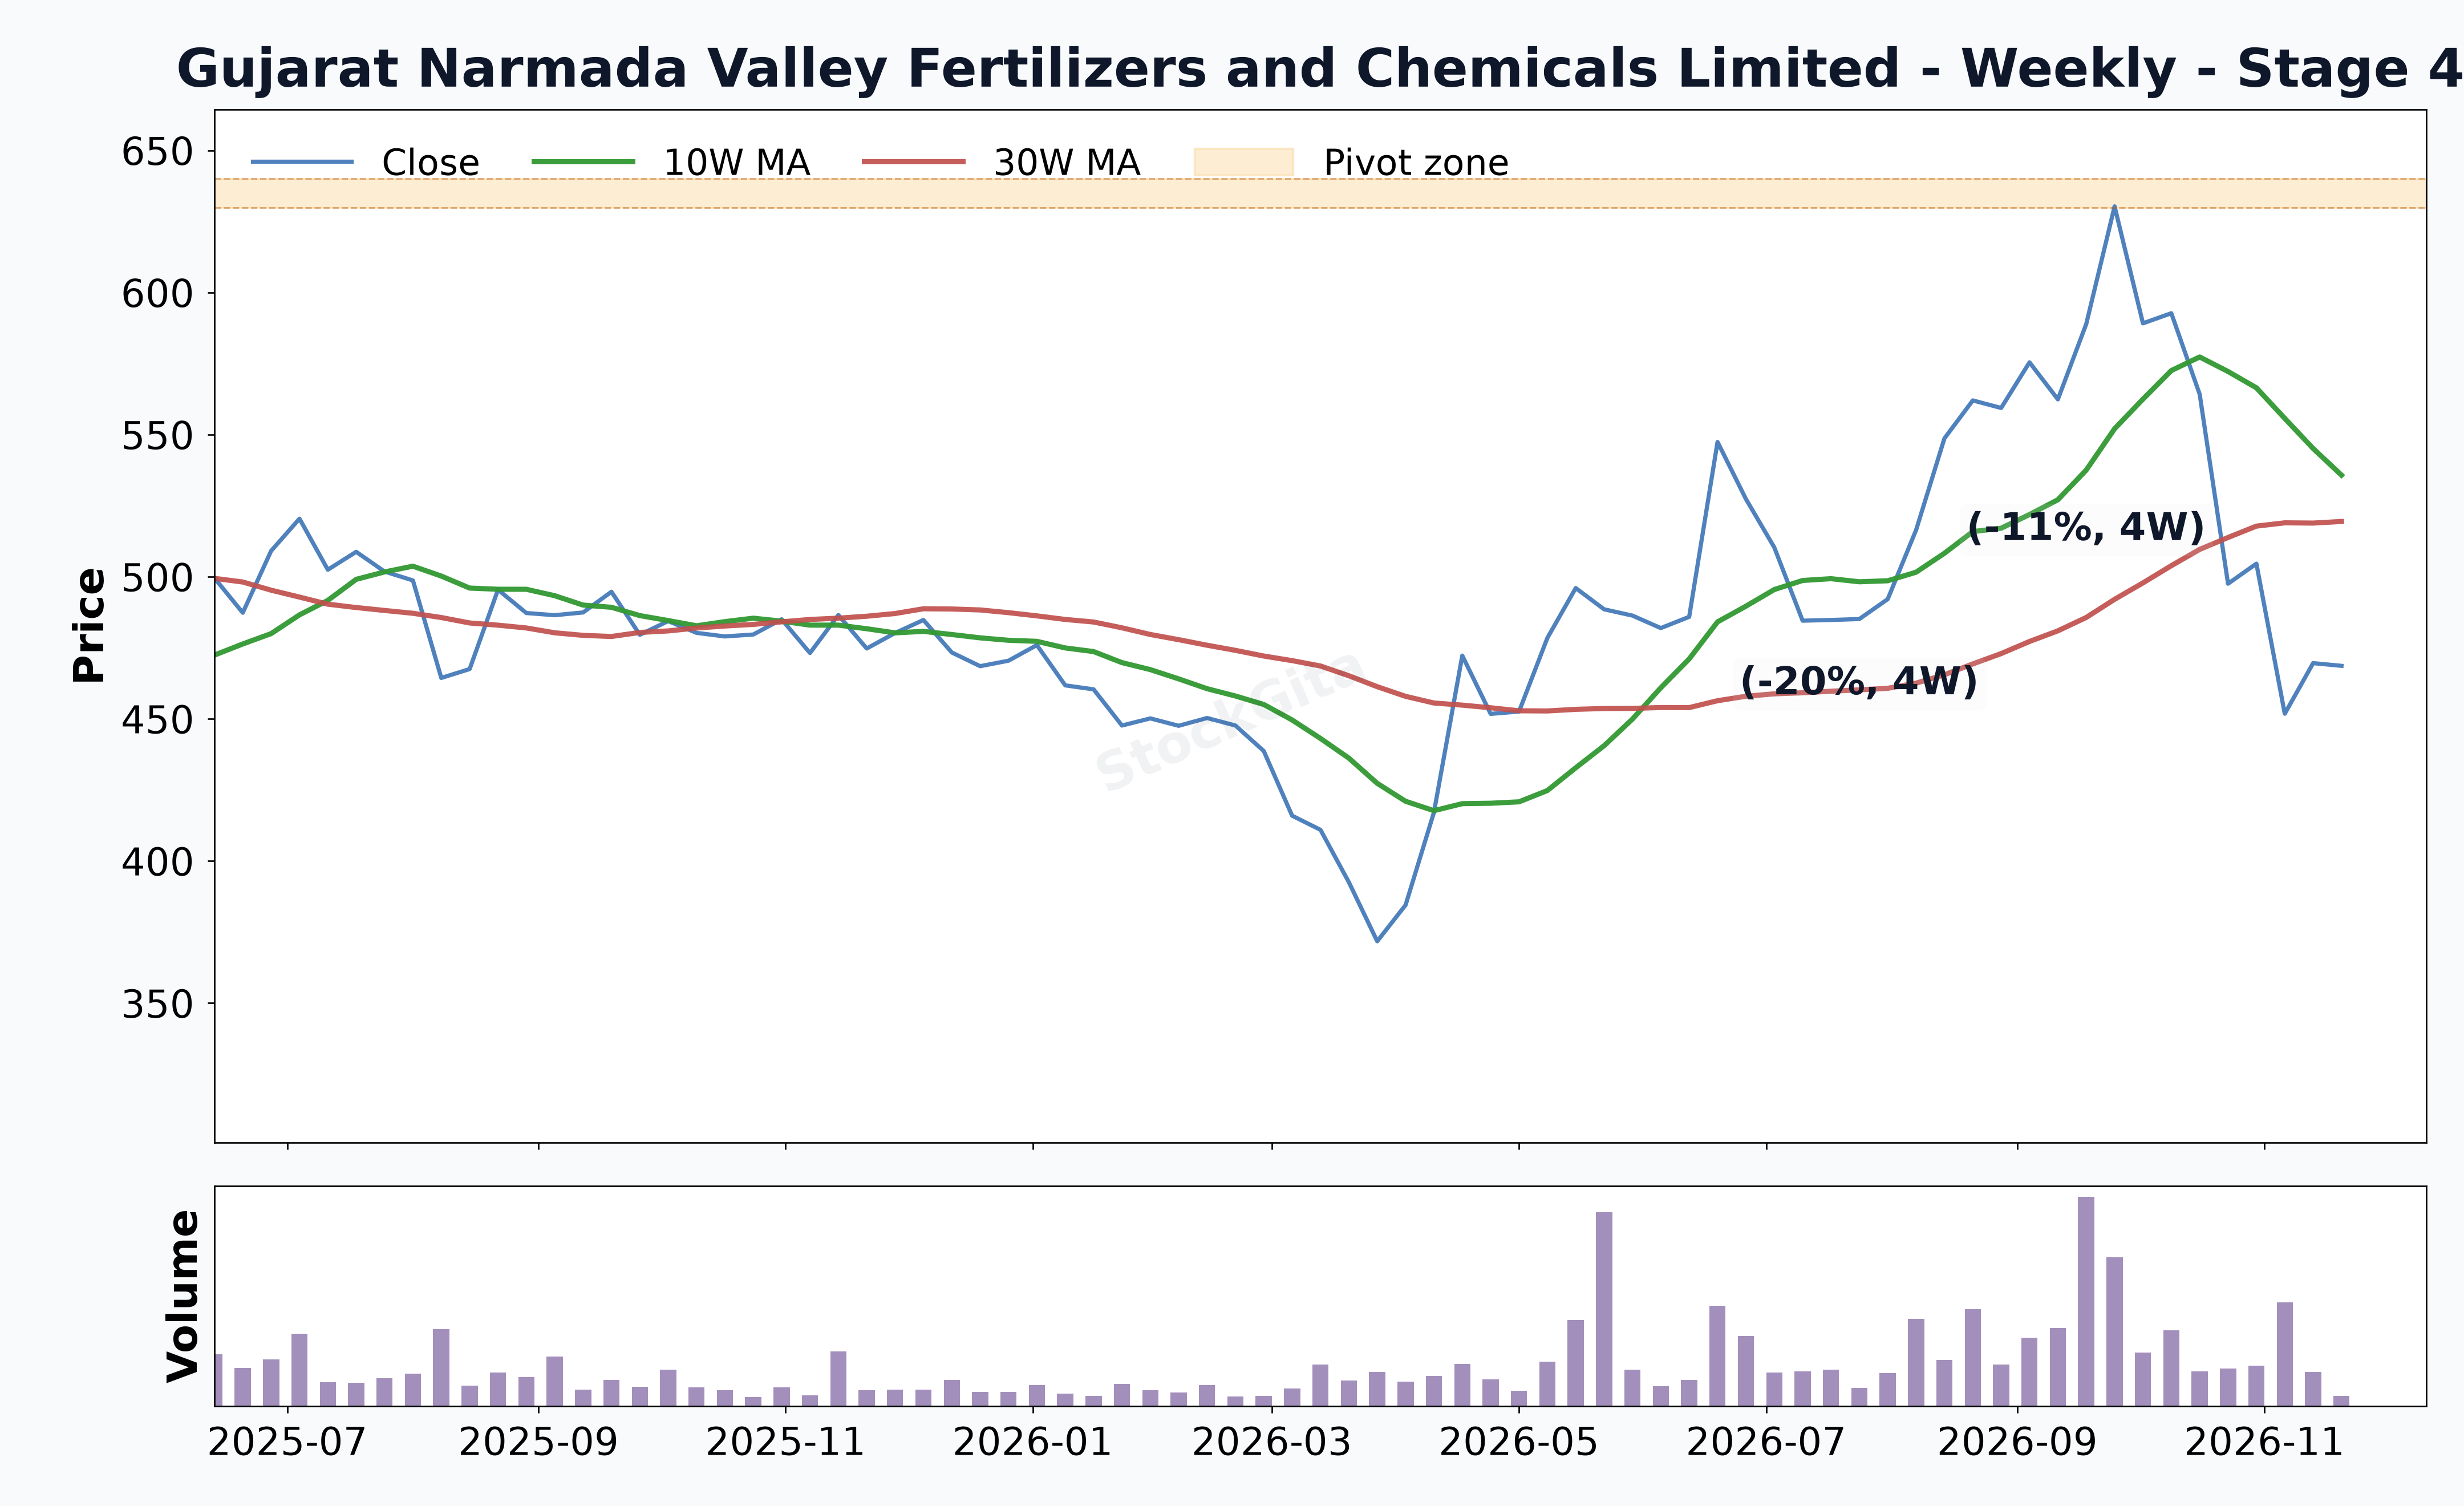 Gujarat Narmada Valley Fertilizers and Chemicals Limited - Weekly - Stage 4
Close 10W MA 30W MA Pivot zone
Price
650
600
550
500
450
400
350
(-11%, 4W)
(-20%, 4W)
StockGita
Volume
2025-07 2025-09 2025-11 2026-01 2026-03 2026-05 2026-07 2026-09 2026-11